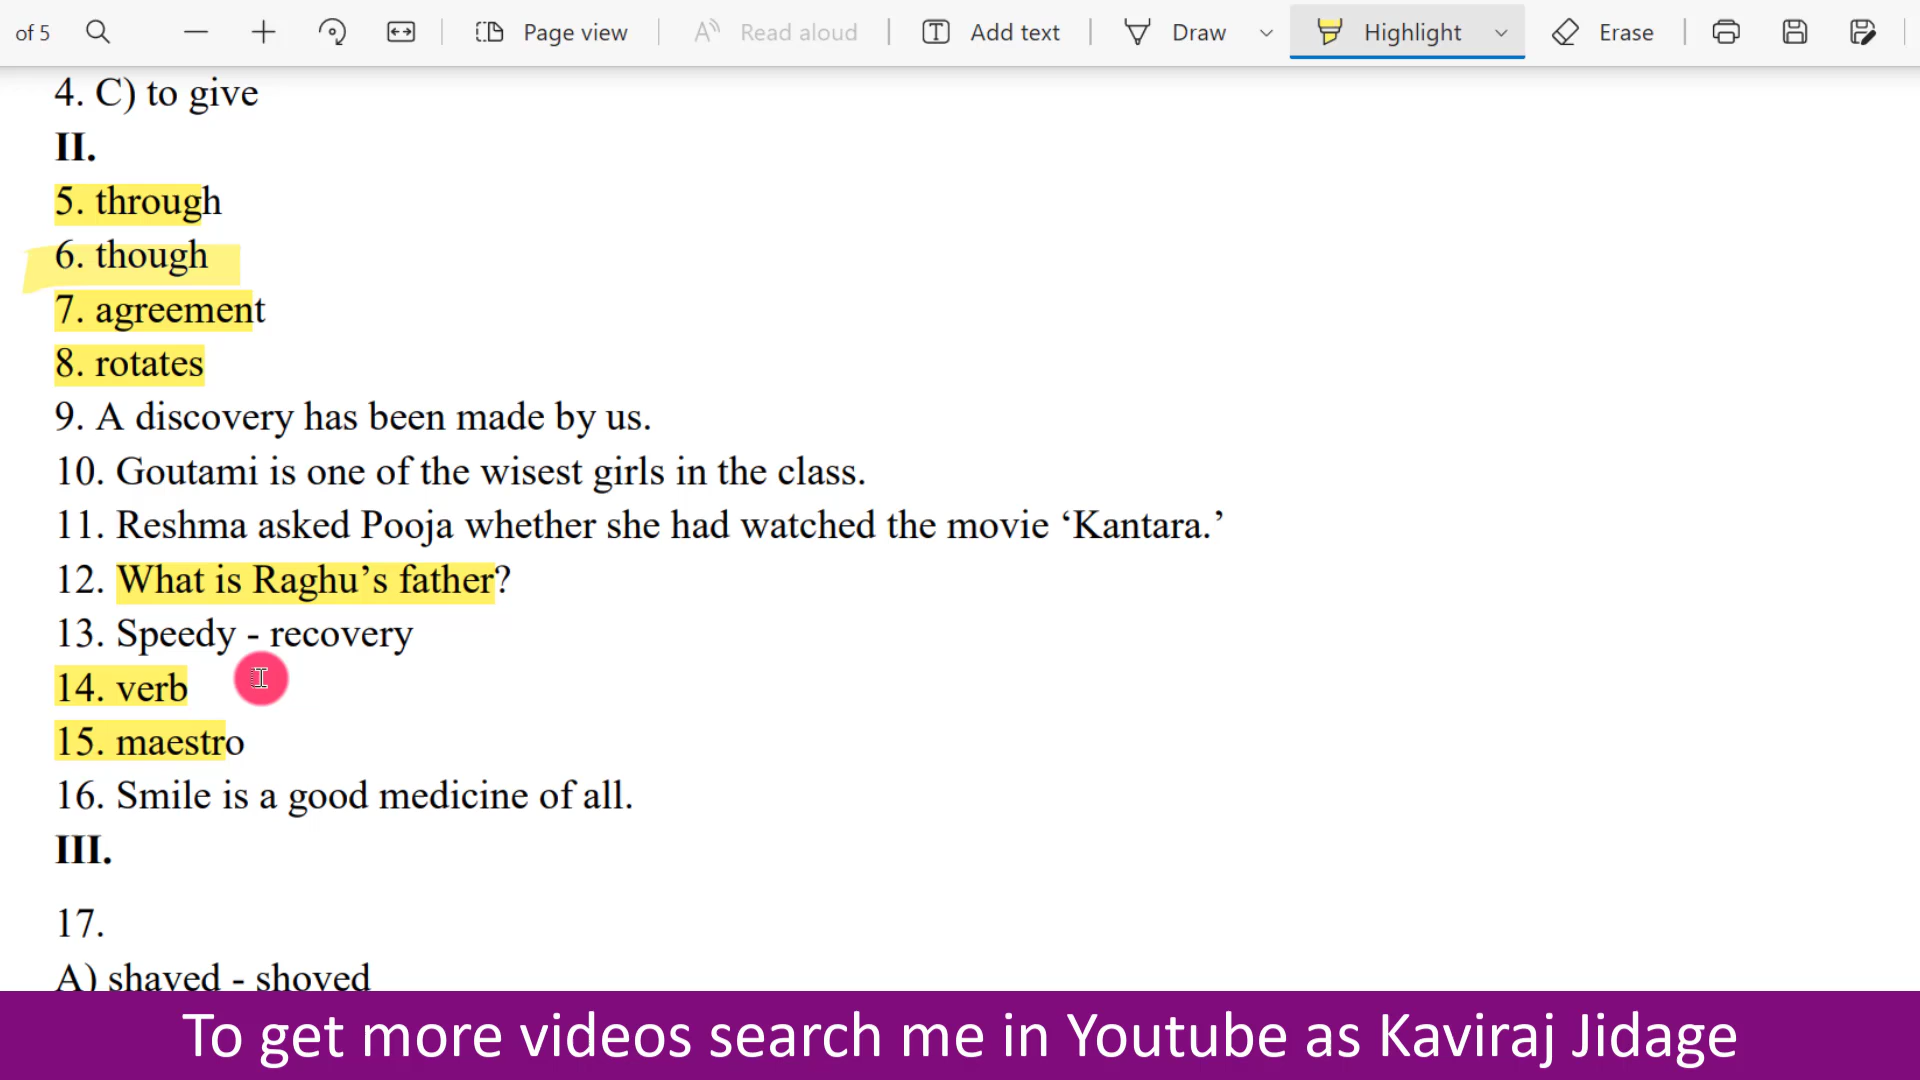 of 5 Page view Read aloud Add text Draw Highlight Erase
4. C) to give
II.
5. through
6. though
7. agreement
8. rotates
9. A discovery has been made by us.
10. Goutami is one of the wisest girls in the class.
11. Reshma asked Pooja whether she had watched the movie ‘Kantara.’
12. What is Raghu’s father?
13. Speedy - recovery
14. verb
15. maestro
16. Smile is a good medicine of all.
III.
17.
A) shaved - shoved
To get more videos search me in Youtube as Kaviraj Jidage